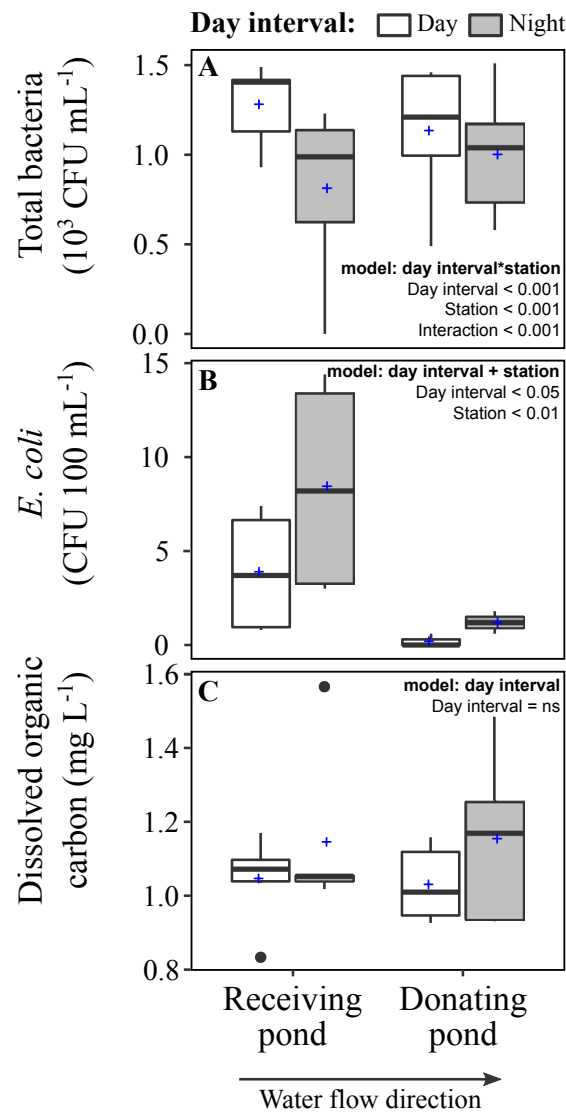 Day interval: Day Night
A
Total bacteria
(10³ CFU mL⁻¹)
1.5
1.0
0.5
0.0
model: day interval*station
Day interval < 0.001
Station < 0.001
Interaction < 0.001
B
E. coli
(CFU 100 mL⁻¹)
15
10
5
0
model: day interval + station
Day interval < 0.05
Station < 0.01
C
Dissolved organic
carbon (mg L⁻¹)
1.6
1.4
1.2
1.0
0.8
model: day interval
Day interval = ns
Receiving
pond
Donating
pond
Water flow direction